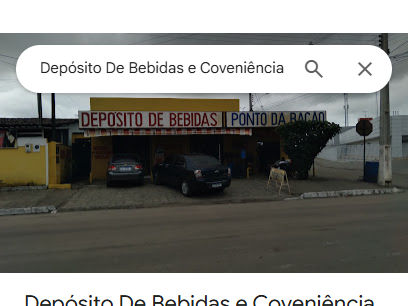 Depósito De Bebidas e Coveniência
DEPOSITO DE BEBIDAS PONTO DA RAÇÃO
Depósito De Bebidas e Coveniência